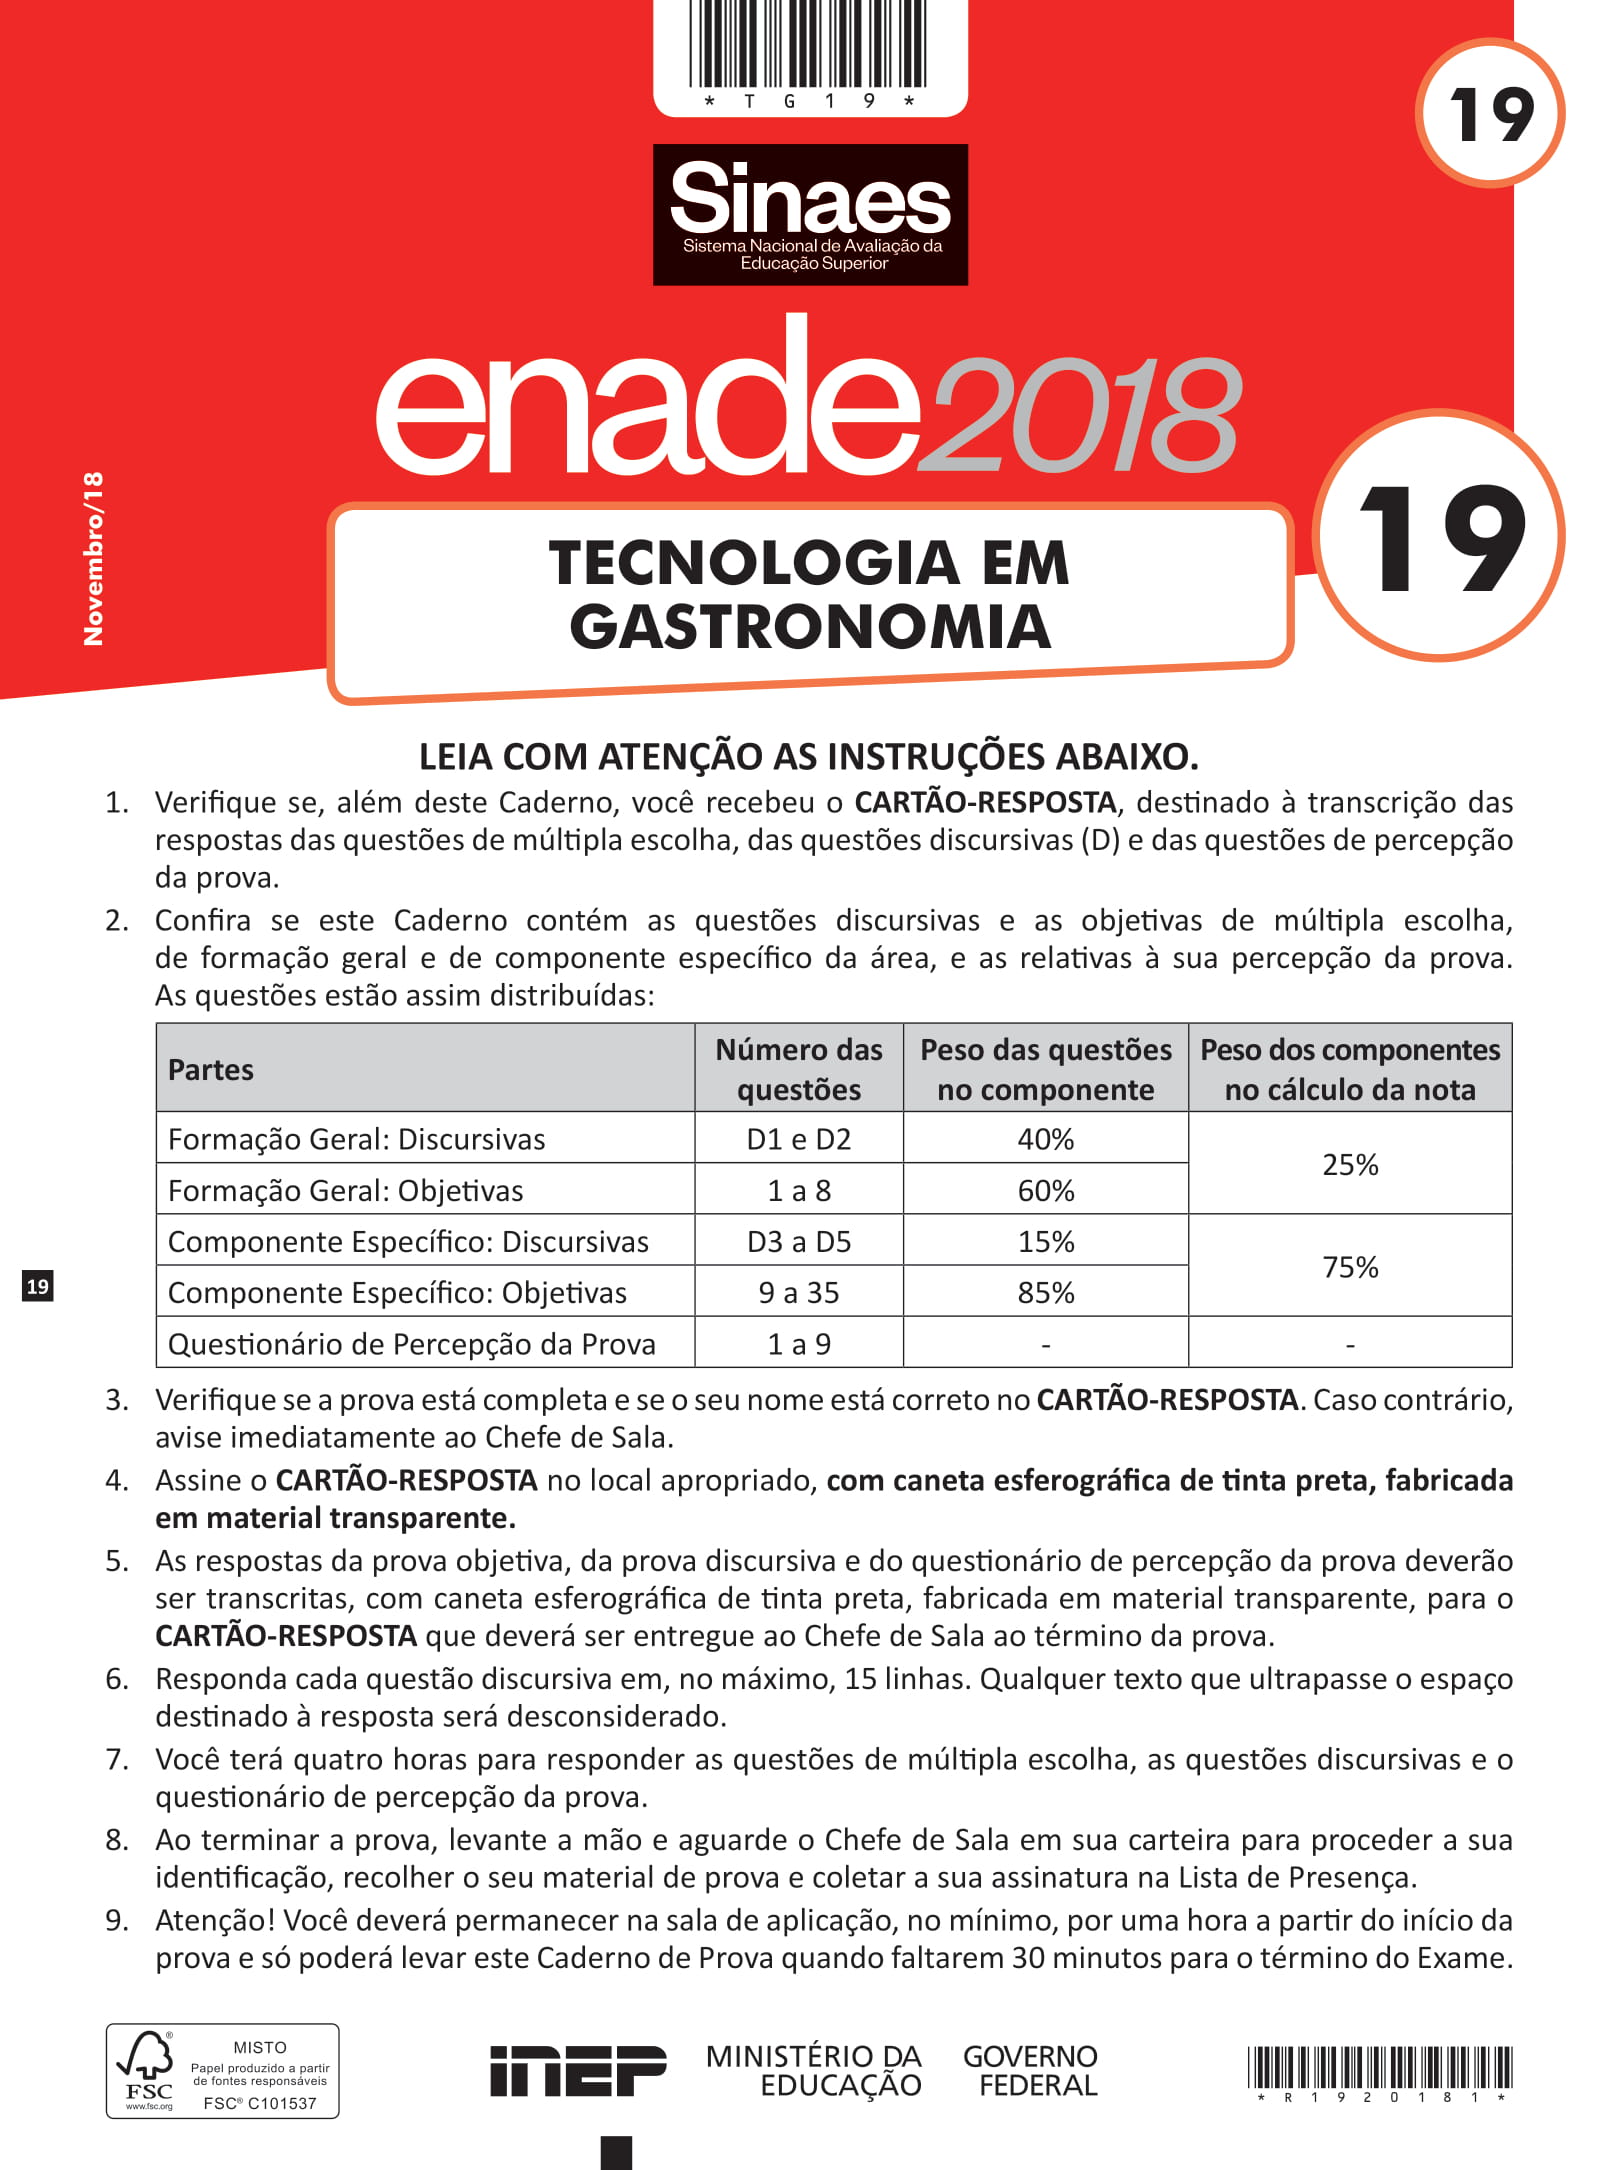 * T G 1 9 *
19
Sinaes
Sistema Nacional de Avaliação da
Educação Superior
enade2018
Novembro/18
19
TECNOLOGIA EM
GASTRONOMIA
LEIA COM ATENÇÃO AS INSTRUÇÕES ABAIXO.
1. Verifique se, além deste Caderno, você recebeu o CARTÃO-RESPOSTA, destinado à transcrição das
respostas das questões de múltipla escolha, das questões discursivas (D) e das questões de percepção
da prova.
2. Confira se este Caderno contém as questões discursivas e as objetivas de múltipla escolha,
de formação geral e de componente específico da área, e as relativas à sua percepção da prova.
As questões estão assim distribuídas:
Partes
Número das
questões
Peso das questões
no componente
Peso dos componentes
no cálculo da nota
Formação Geral: Discursivas D1 e D2 40%
25%
Formação Geral: Objetivas 1 a 8 60%
Componente Específico: Discursivas D3 a D5 15%
75%
Componente Específico: Objetivas 9 a 35 85%
Questionário de Percepção da Prova 1 a 9 - -
19
3. Verifique se a prova está completa e se o seu nome está correto no CARTÃO-RESPOSTA. Caso contrário,
avise imediatamente ao Chefe de Sala.
4. Assine o CARTÃO-RESPOSTA no local apropriado, com caneta esferográfica de tinta preta, fabricada
em material transparente.
5. As respostas da prova objetiva, da prova discursiva e do questionário de percepção da prova deverão
ser transcritas, com caneta esferográfica de tinta preta, fabricada em material transparente, para o
CARTÃO-RESPOSTA que deverá ser entregue ao Chefe de Sala ao término da prova.
6. Responda cada questão discursiva em, no máximo, 15 linhas. Qualquer texto que ultrapasse o espaço
destinado à resposta será desconsiderado.
7. Você terá quatro horas para responder as questões de múltipla escolha, as questões discursivas e o
questionário de percepção da prova.
8. Ao terminar a prova, levante a mão e aguarde o Chefe de Sala em sua carteira para proceder a sua
identificação, recolher o seu material de prova e coletar a sua assinatura na Lista de Presença.
9. Atenção! Você deverá permanecer na sala de aplicação, no mínimo, por uma hora a partir do início da
prova e só poderá levar este Caderno de Prova quando faltarem 30 minutos para o término do Exame.
®
FSC
www.fsc.org
MISTO
Papel produzido a partir
de fontes responsáveis
FSC® C101537
INEP
MINISTÉRIO DA
EDUCAÇÃO
GOVERNO
FEDERAL
* R 1 9 2 0 1 8 1 *